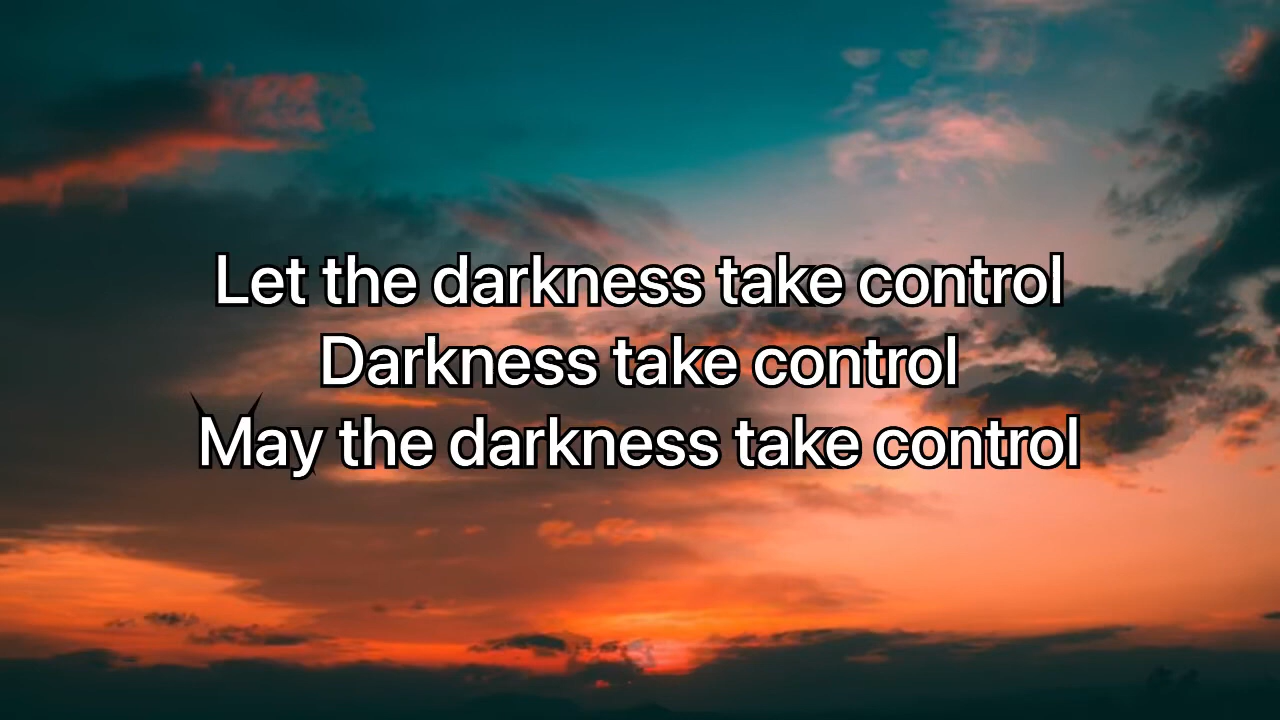 Let the darkness take control
Darkness take control
May the darkness take control